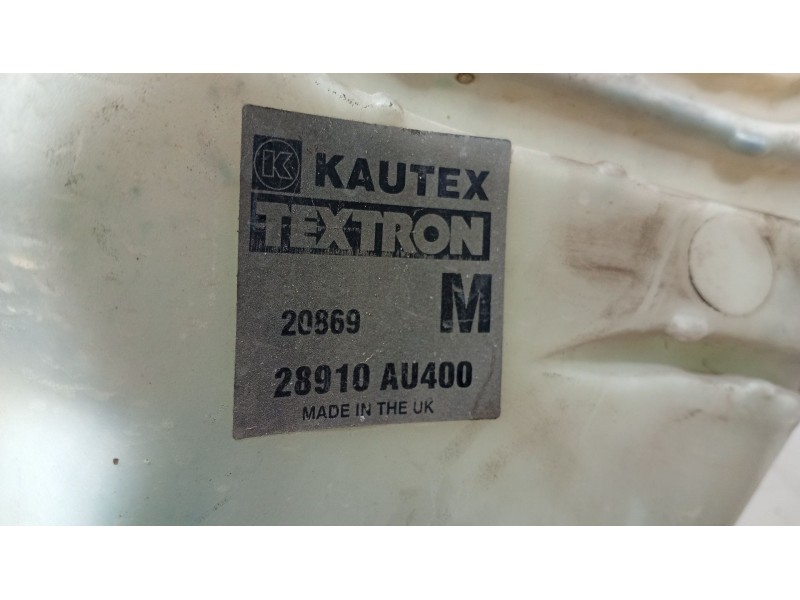 K KAUTEX
TEXTRON
M
20869
28910 AU400
MADE IN THE UK